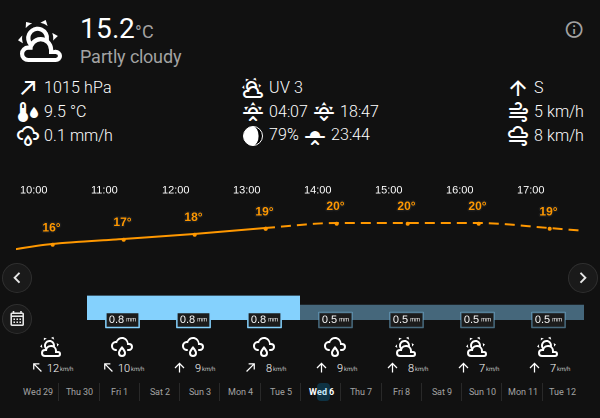 15.2°C
Partly cloudy
1015 hPa UV 3 S
9.5 °C 04:07 18:47 5 km/h
0.1 mm/h 79% 23:44 8 km/h
10:00 11:00 12:00 13:00 14:00 15:00 16:00 17:00
16° 17° 18° 19° 20° 20° 20° 19°
0.8 mm 0.8 mm 0.8 mm 0.5 mm 0.5 mm 0.5 mm 0.5 mm
12 km/h 10 km/h 9 km/h 8 km/h 9 km/h 8 km/h 7 km/h 7 km/h
Wed 29 Thu 30 Fri 1 Sat 2 Sun 3 Mon 4 Tue 5 Wed 6 Thu 7 Fri 8 Sat 9 Sun 10 Mon 11 Tue 12